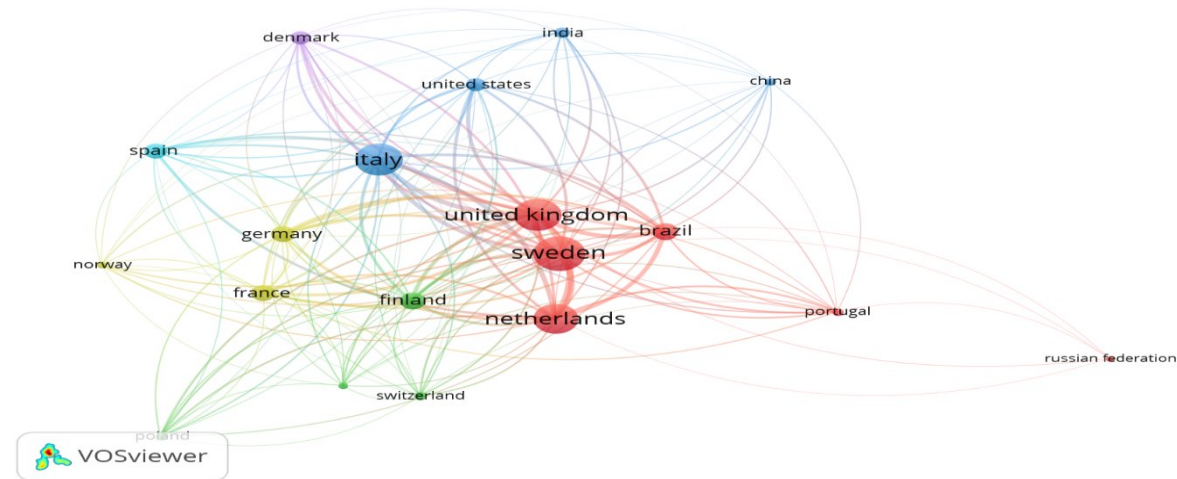 denmark
india
united states
china
spain
italy
united kingdom
brazil
germany
sweden
norway
france
finland
portugal
netherlands
russian federation
switzerland
poland
VOSviewer